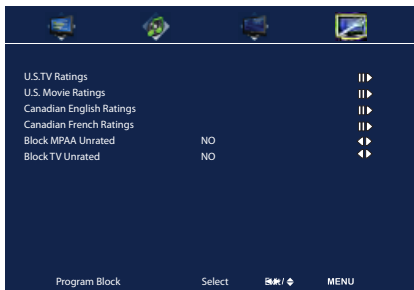 U.S.TV Ratings
U.S. Movie Ratings
Canadian English Ratings
Canadian French Ratings
Block MPAA Unrated NO
Block TV Unrated NO
Program Block Select / MENU